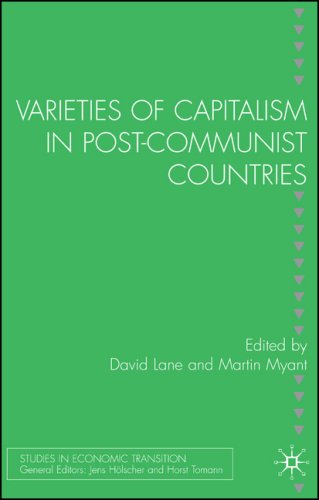 VARIETIES OF CAPITALISM
IN POST-COMMUNIST
COUNTRIES
Edited by
David Lane and Martin Myant
STUDIES IN ECONOMIC TRANSITION
General Editors: Jens Hölscher and Horst Tomann